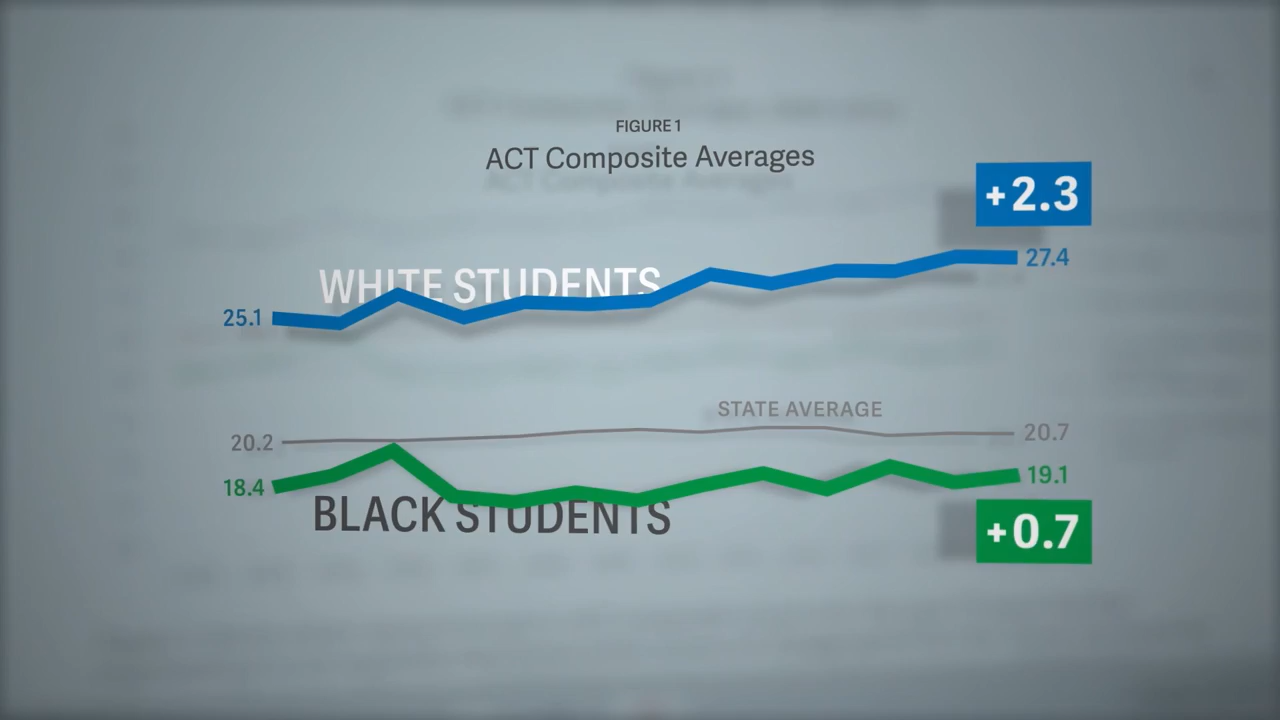 FIGURE 1
ACT Composite Averages
+2.3
27.4
WHITE STUDENTS
25.1
STATE AVERAGE
20.2
20.7
18.4
19.1
BLACK STUDENTS
+0.7